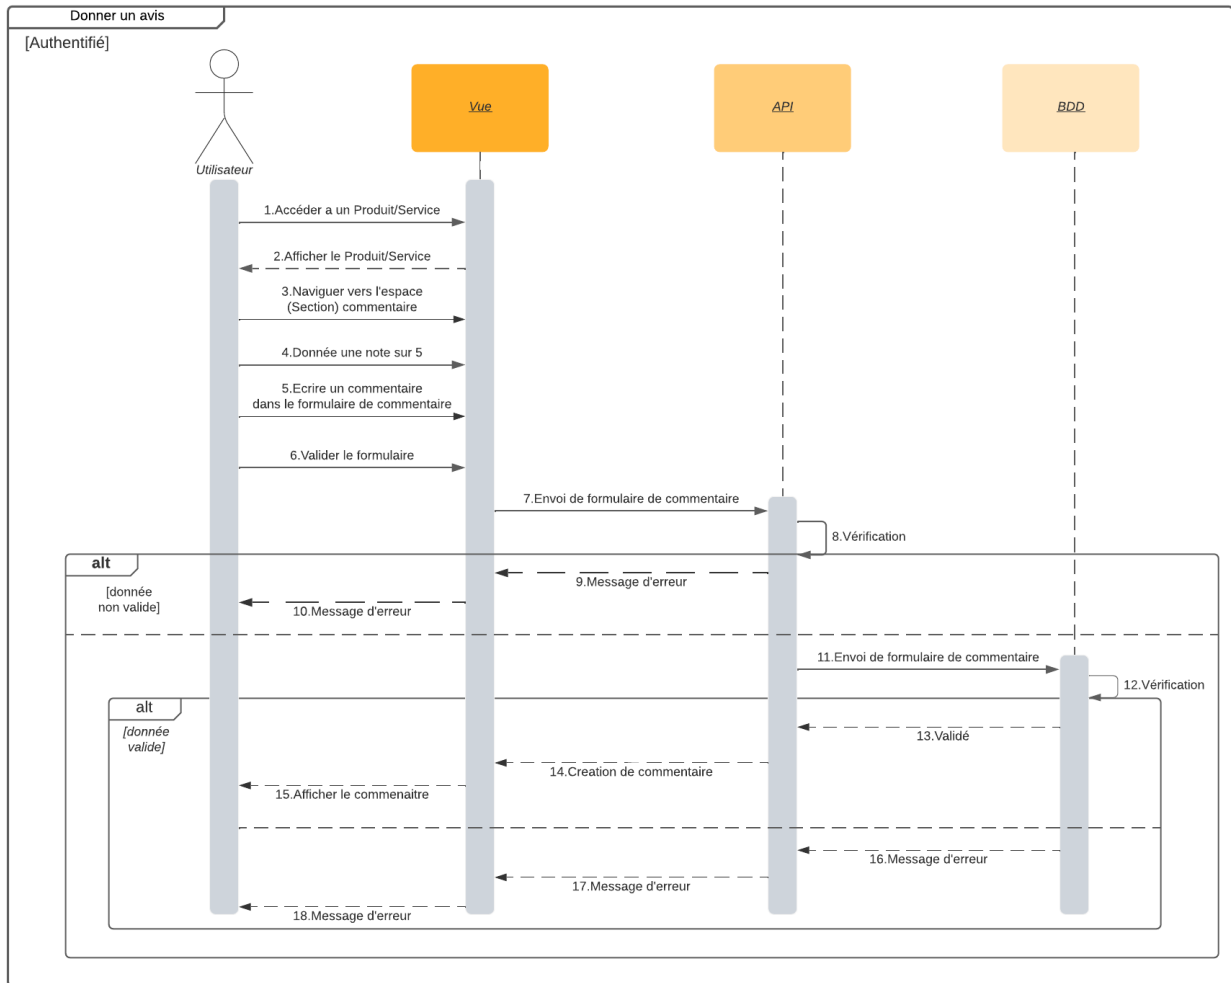 Donner un avis
[Authentifié]
Vue
API
BDD
Utilisateur
1.Accéder a un Produit/Service
2.Afficher le Produit/Service
3.Naviguer vers l'espace
(Section) commentaire
4.Donnée une note sur 5
5.Ecrire un commentaire
dans le formulaire de commentaire
6.Valider le formulaire
7.Envoi de formulaire de commentaire
8.Vérification
alt
[donnée
non valide]
9.Message d'erreur
10.Message d'erreur
11.Envoi de formulaire de commentaire
12.Vérification
alt
[donnée
valide]
13.Validé
14.Creation de commentaire
15.Afficher le commenaitre
16.Message d'erreur
17.Message d'erreur
18.Message d'erreur